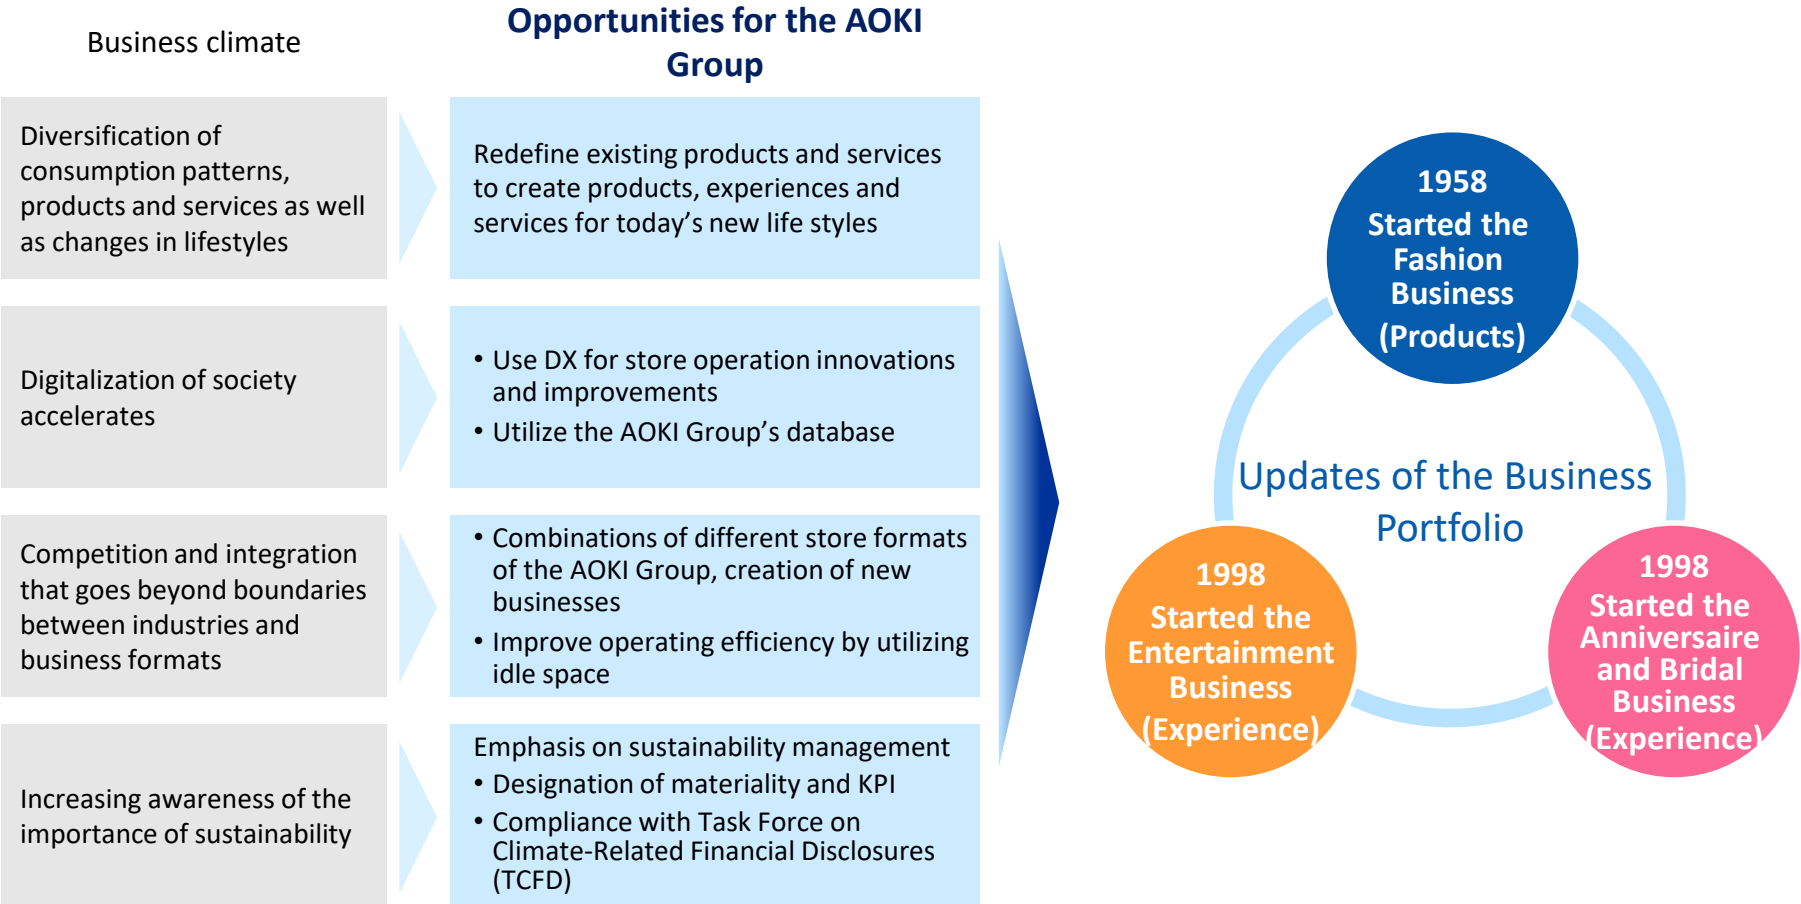 Business climate
Opportunities for the AOKI
Group
Diversification of
consumption patterns,
products and services as well
as changes in lifestyles
Redefine existing products and services
to create products, experiences and
services for today’s new life styles
Digitalization of society
accelerates
• Use DX for store operation innovations
and improvements
• Utilize the AOKI Group’s database
Competition and integration
that goes beyond boundaries
between industries and
business formats
• Combinations of different store formats
of the AOKI Group, creation of new
businesses
• Improve operating efficiency by utilizing
idle space
Increasing awareness of the
importance of sustainability
Emphasis on sustainability management
• Designation of materiality and KPI
• Compliance with Task Force on
Climate-Related Financial Disclosures
(TCFD)
1958
Started the
Fashion
Business
(Products)
Updates of the Business
Portfolio
1998
Started the
Entertainment
Business
(Experience)
1998
Started the
Anniversaire
and Bridal
Business
(Experience)